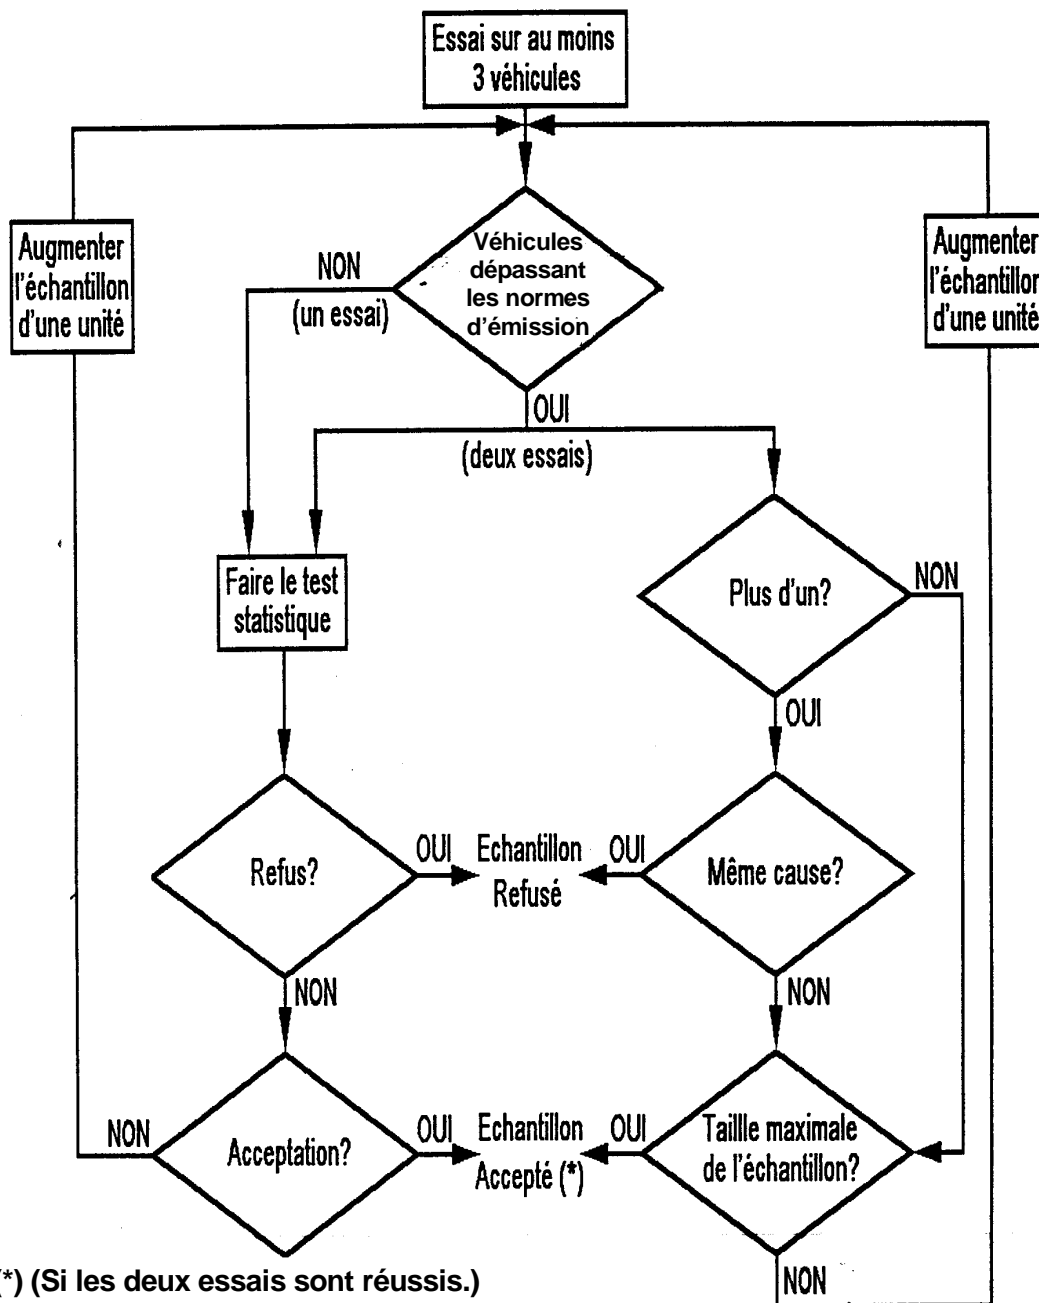 Essai sur au moins
3 véhicules
Augmenter
l'échantillon
d'une unité
Véhicules
dépassant
les normes
d'émission
Augmenter
l'échantillon
d'une unité
NON
(un essai)
OUI
(deux essais)
Faire le test
statistique
Plus d'un?
NON
OUI
Refus?
OUI
Echantillon
Refusé
OUI
Même cause?
NON
NON
NON
Acceptation?
OUI
Echantillon
Accepté (*)
OUI
Taillle maximale
de l'échantillon?
NON
(*) (Si les deux essais sont réussis.)